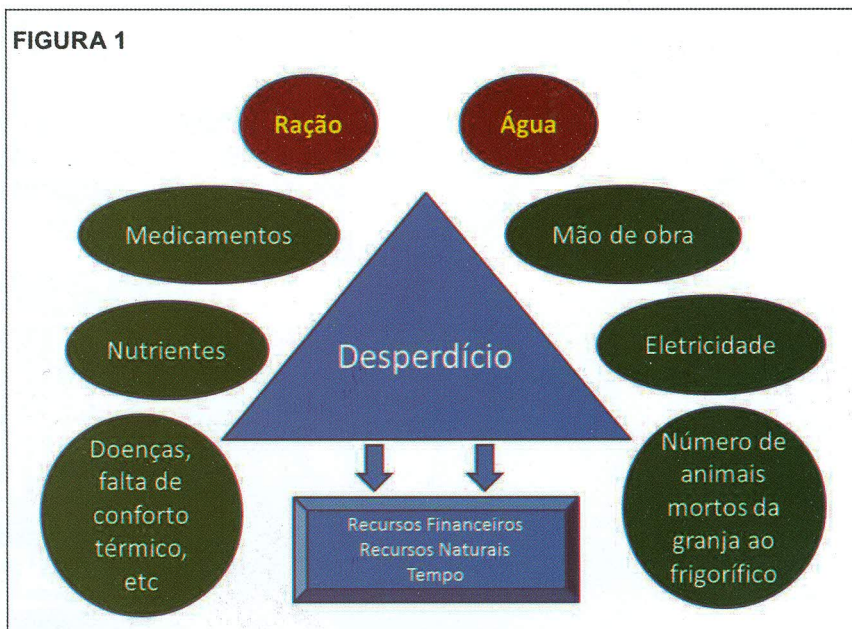 FIGURA 1
Ração
Água
Medicamentos
Mão de obra
Nutrientes
Desperdício
Eletricidade
Doenças,
falta de
conforto
térmico,
etc
Recursos Financeiros
Recursos Naturais
Tempo
Número de
animais
mortos da
granja ao
frigorífico